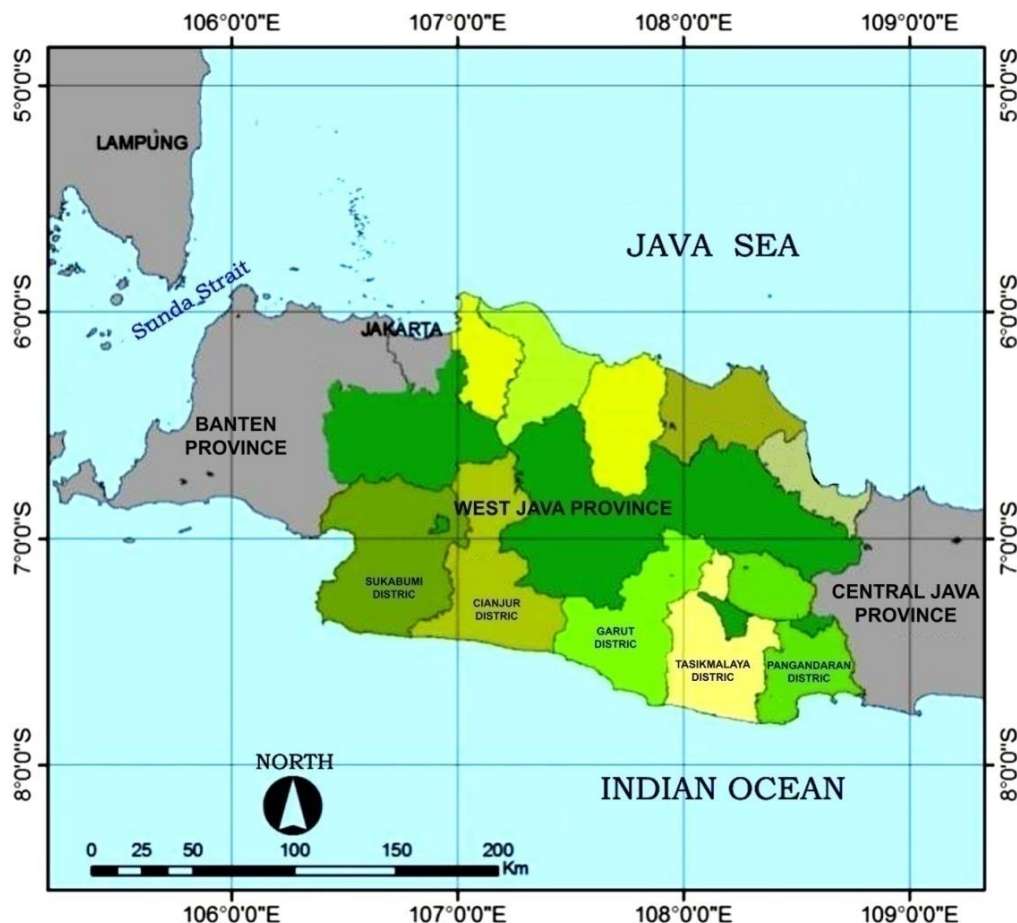 106°0'0"E 107°0'0"E 108°0'0"E 109°0'0"E
5°0'0"S
5°0'0"S
LAMPUNG
JAVA SEA
Sunda Strait
6°0'0"S
6°0'0"S
JAKARTA
BANTEN
PROVINCE
WEST JAVA PROVINCE
7°0'0"S
7°0'0"S
SUKABUMI
DISTRIC
CIANJUR
DISTRIC
CENTRAL JAVA
PROVINCE
GARUT
DISTRIC
TASIKMALAYA
DISTRIC
PANGANDARAN
DISTRIC
8°0'0"S
8°0'0"S
NORTH
INDIAN OCEAN
0 25 50 100 150 200
Km
106°0'0"E 107°0'0"E 108°0'0"E 109°0'0"E